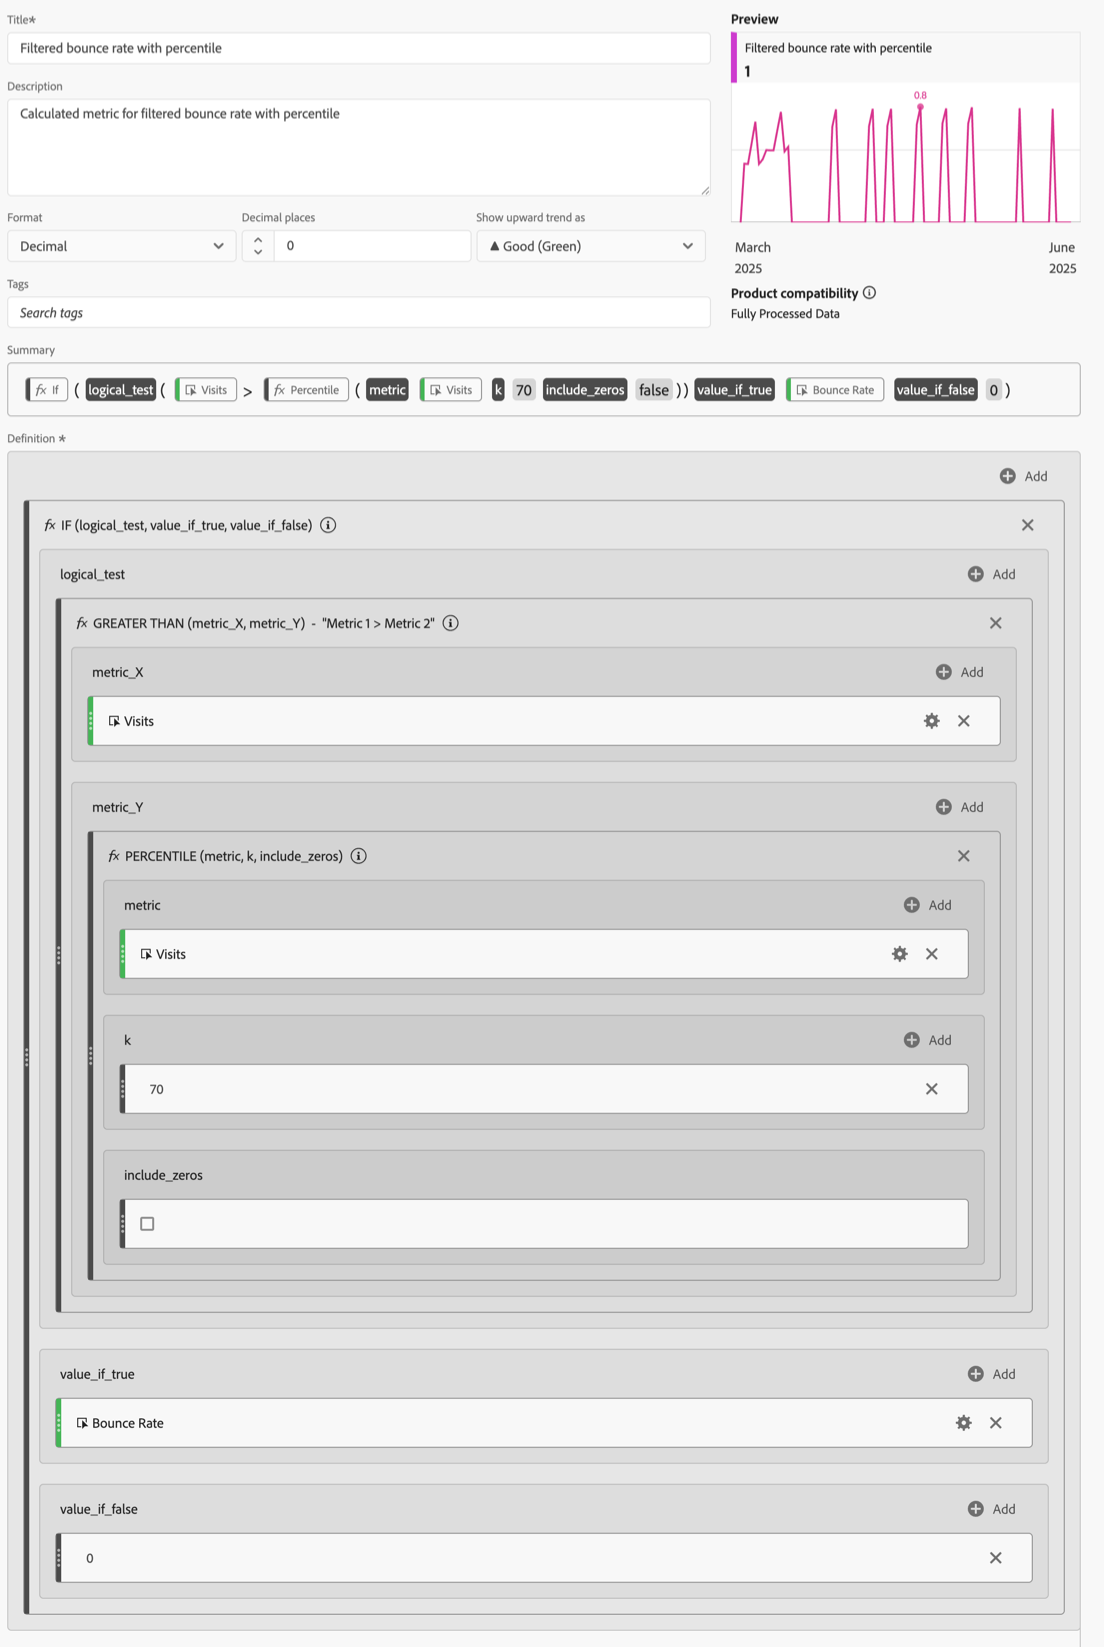 Title*
Filtered bounce rate with percentile
Description
Calculated metric for filtered bounce rate with percentile
Format
Decimal
Decimal places
0
Show upward trend as
▲ Good (Green)
Tags
Search tags
Preview
Filtered bounce rate with percentile
1
0.8
March
2025
June
2025
Product compatibility
Fully Processed Data
Summary
fx If ( logical_test ( Visits > fx Percentile ( metric Visits k 70 include_zeros false )) value_if_true Bounce Rate value_if_false 0 )
Definition *
Add
fx IF (logical_test, value_if_true, value_if_false)
logical_test
Add
fx GREATER THAN (metric_X, metric_Y) - "Metric 1 > Metric 2"
metric_X
Add
Visits
metric_Y
Add
fx PERCENTILE (metric, k, include_zeros)
metric
Add
Visits
k
Add
70
include_zeros
value_if_true
Add
Bounce Rate
value_if_false
Add
0